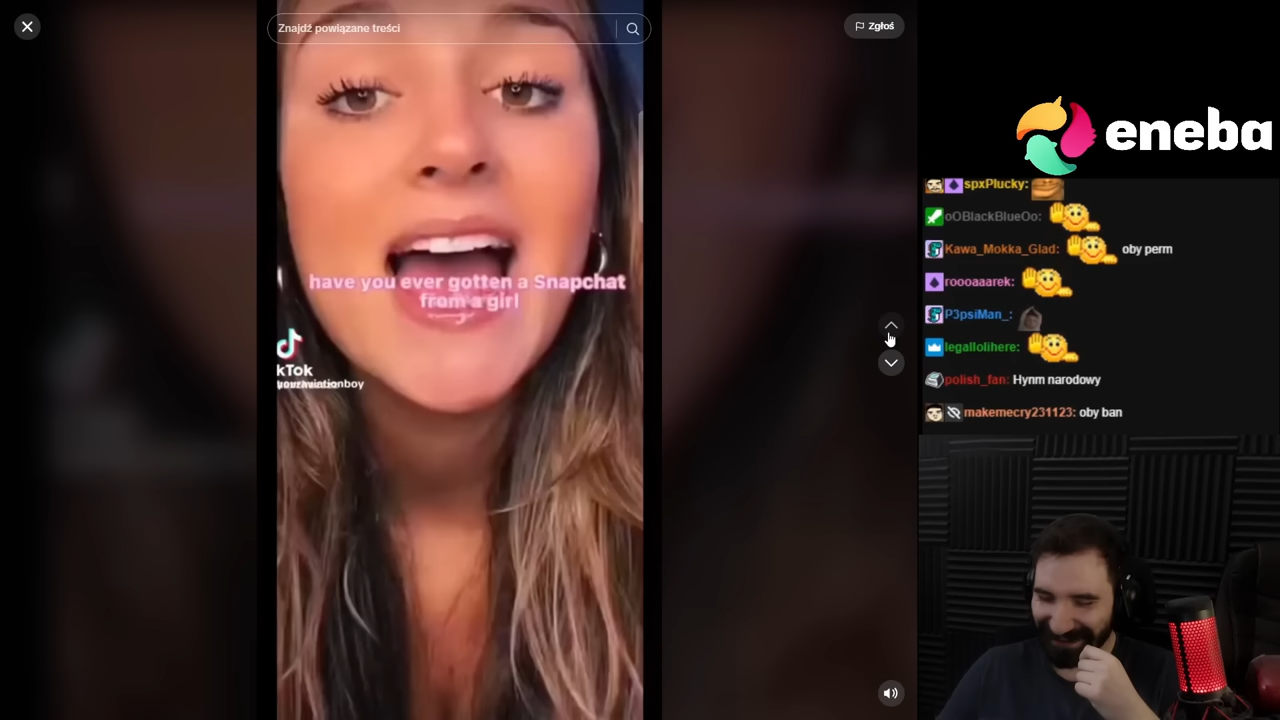 Znajdź powiązane treści
Zgłoś
have you ever gotten a Snapchat
from a girl
kTok
eneba
spxPlucky:
oOBlackBlueOo:
Kawa_Mokka_Glad: oby perm
roooaaarek:
P3psiMan_:
legallolihere:
polish_fan: Hynm narodowy
makemecry231123: oby ban